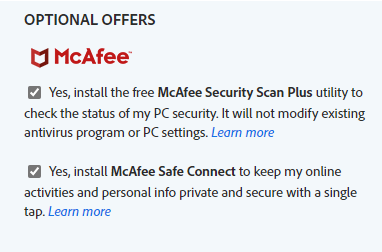 OPTIONAL OFFERS
McAfee™
Yes, install the free McAfee Security Scan Plus utility to
check the status of my PC security. It will not modify existing
antivirus program or PC settings. Learn more
Yes, install McAfee Safe Connect to keep my online
activities and personal info private and secure with a single
tap. Learn more